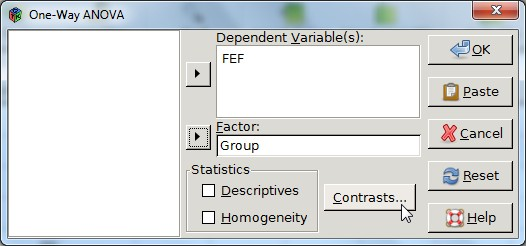 One-Way ANOVA
Dependent Variable(s):
FEF
Factor:
Group
Statistics
Descriptives
Homogeneity
Contrasts...
OK
Paste
Cancel
Reset
Help